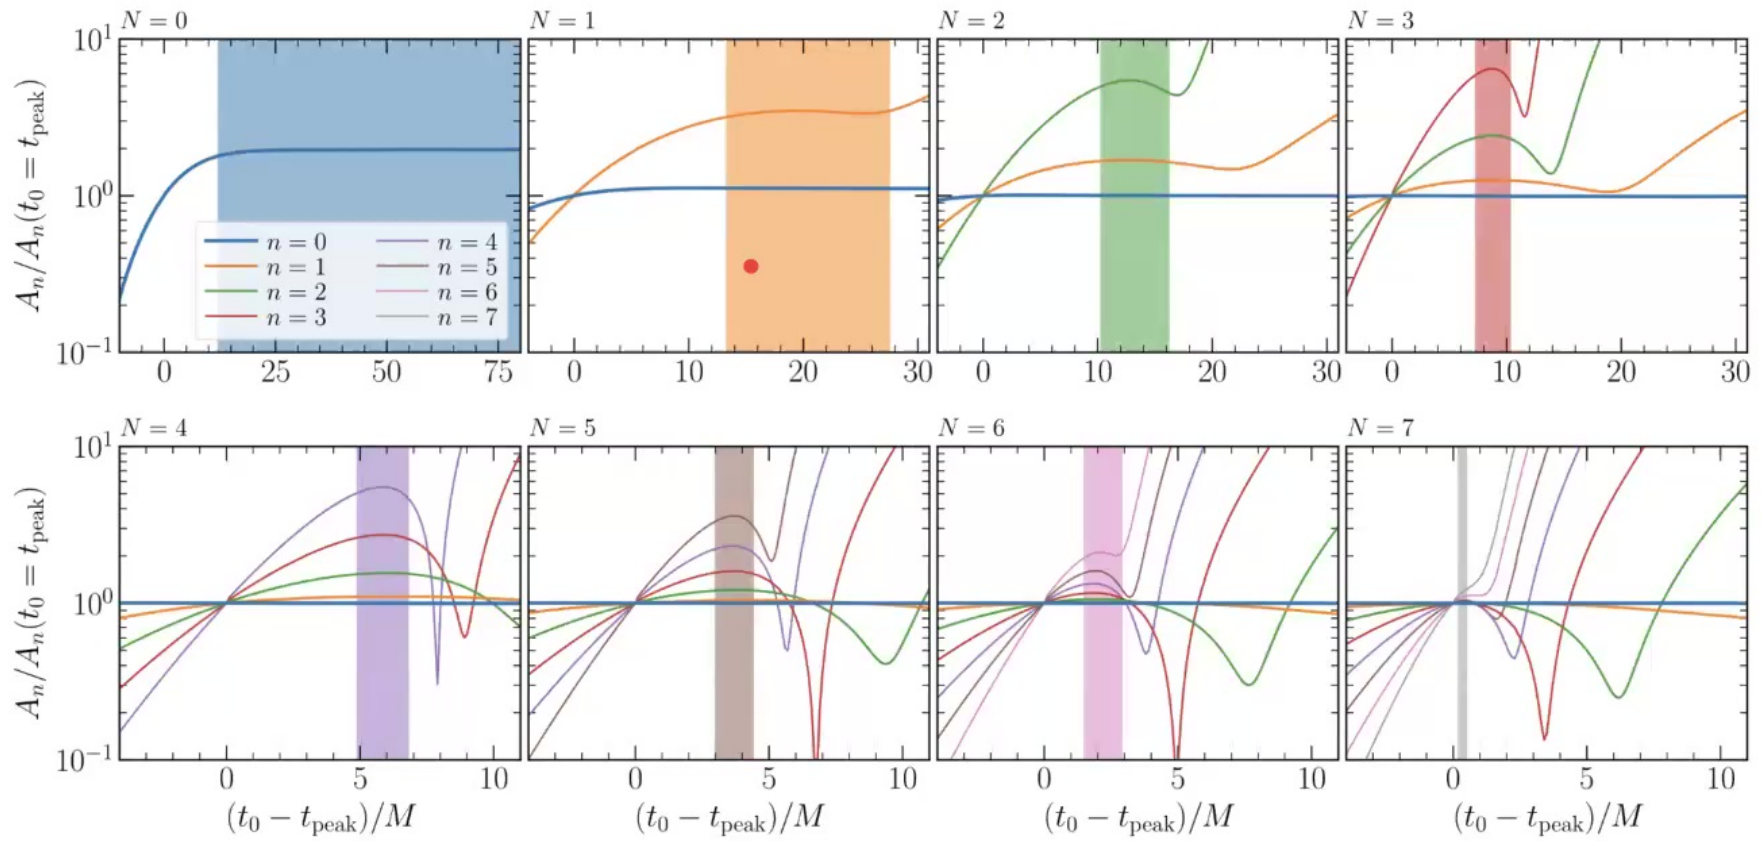 N = 0
N = 1
N = 2
N = 3
A_n/A_n(t_0 = t_peak)
10^1
10^0
10^-1
n = 0
n = 1
n = 2
n = 3
n = 4
n = 5
n = 6
n = 7
0 25 50 75
0 10 20 30
0 10 20 30
0 10 20 30
N = 4
N = 5
N = 6
N = 7
A_n/A_n(t_0 = t_peak)
10^1
10^0
10^-1
0 5 10
0 5 10
0 5 10
0 5 10
(t_0 − t_peak)/M
(t_0 − t_peak)/M
(t_0 − t_peak)/M
(t_0 − t_peak)/M